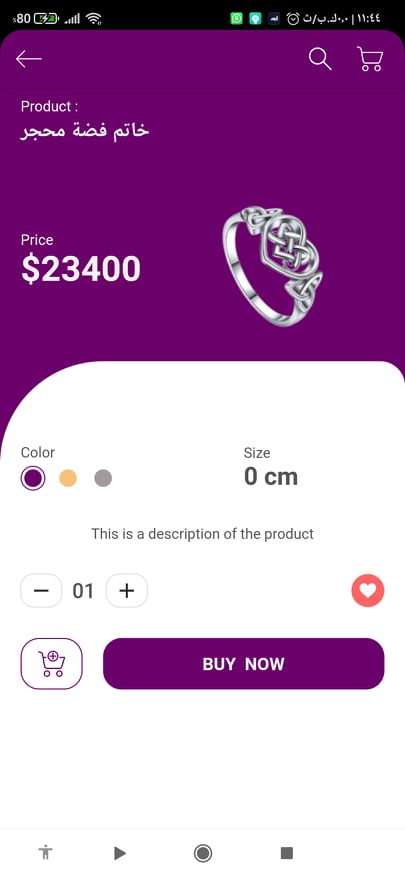 80 ١١:٤٤ | ٠٫٠ك.ب/ث
Product :
خاتم فضة محجر
Price
$23400
Color
Size
0 cm
This is a description of the product
01
BUY NOW